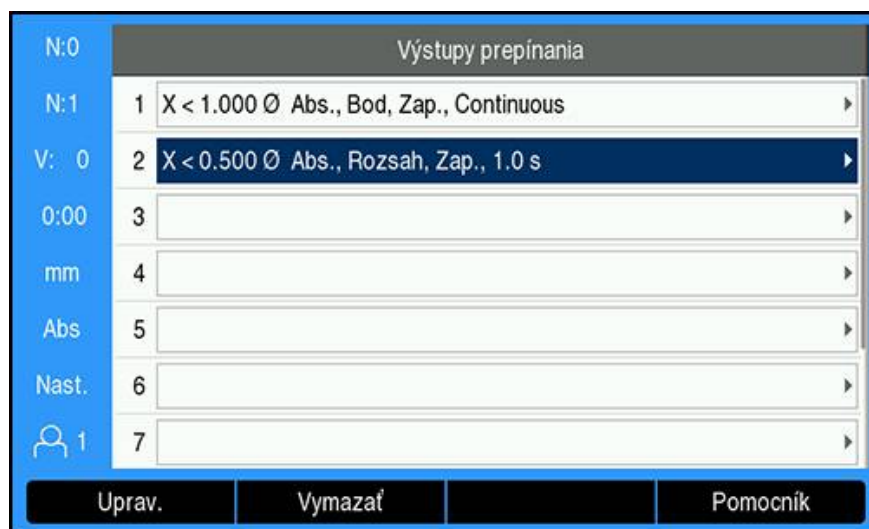 N:0
Výstupy prepínania
N:1
1 X < 1.000 Ø Abs., Bod, Zap., Continuous
V: 0
2 X < 0.500 Ø Abs., Rozsah, Zap., 1.0 s
0:00
3
mm
4
Abs
5
Nast.
6
1
7
Uprav. Vymazať Pomocník